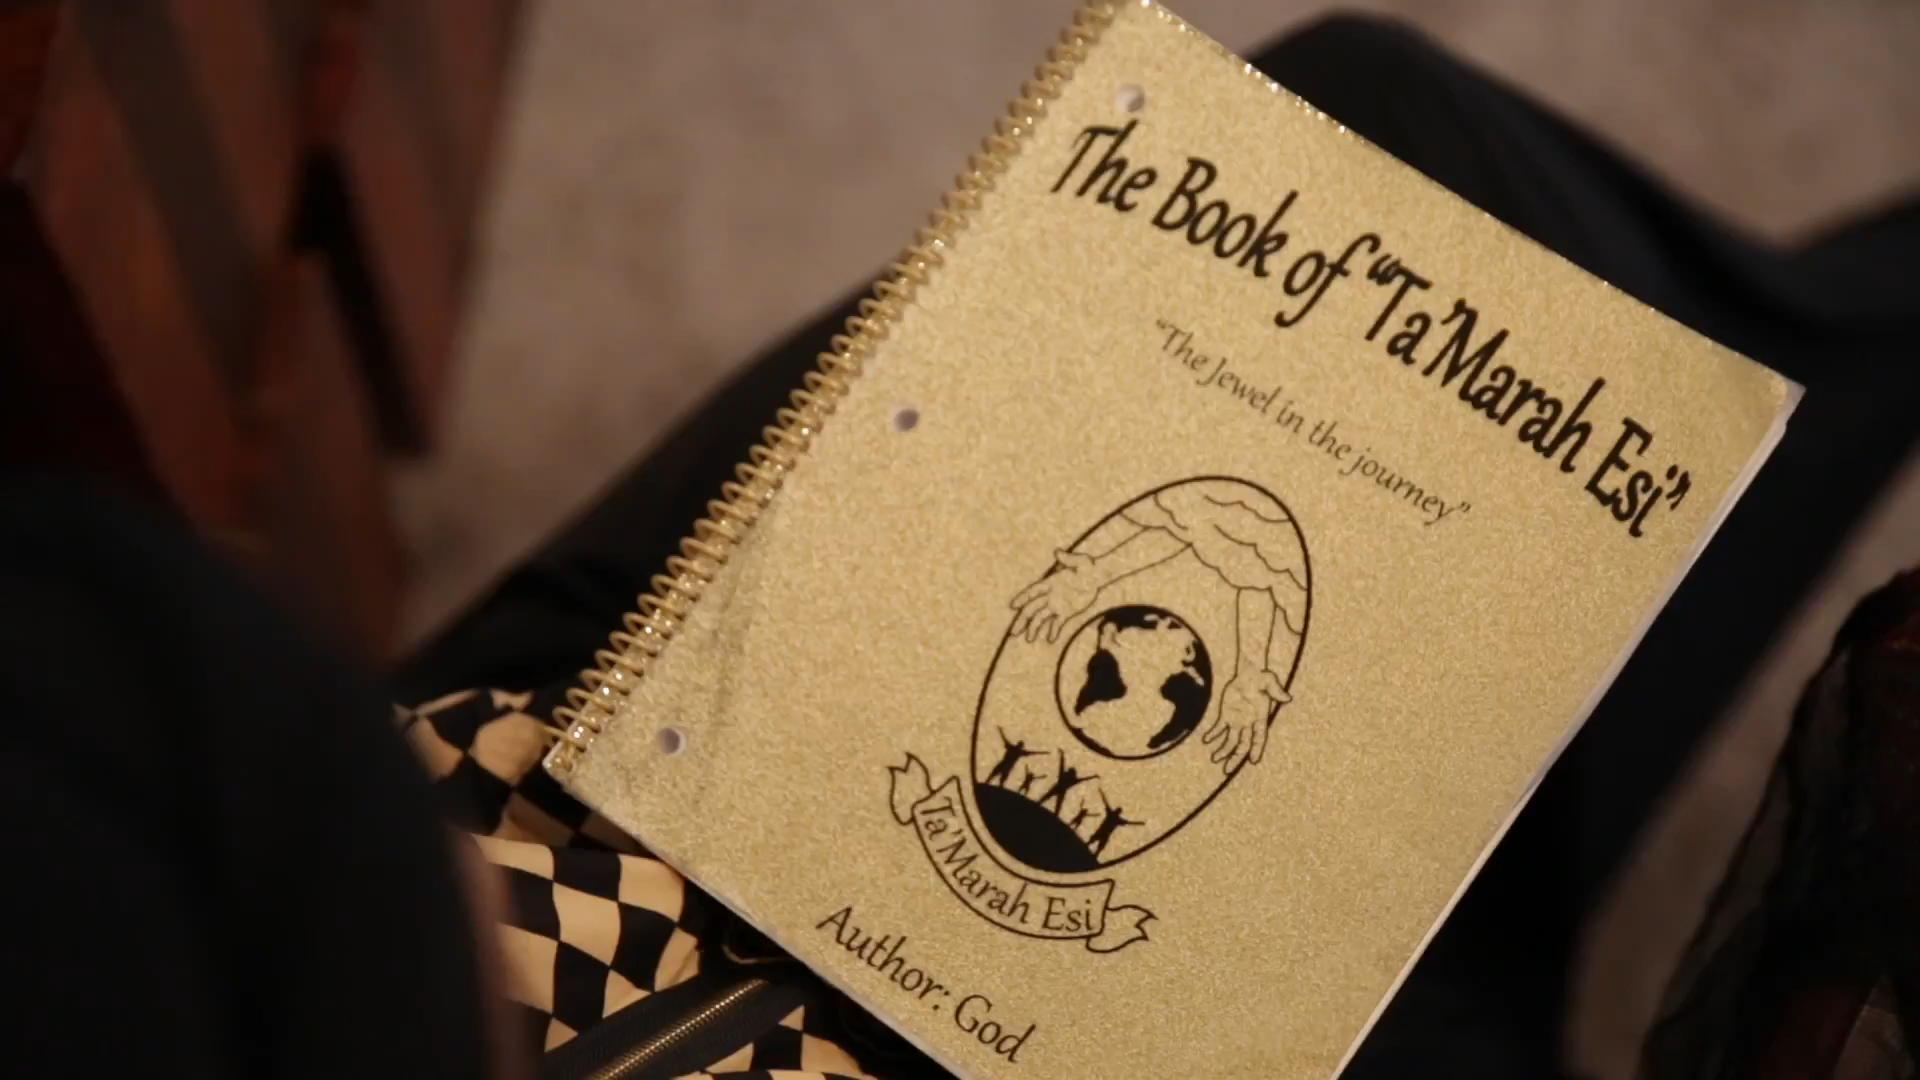 The Book of “Ta’Marah Esi”
“The Jewel in the journey”
Ta’Marah Esi
Author: God